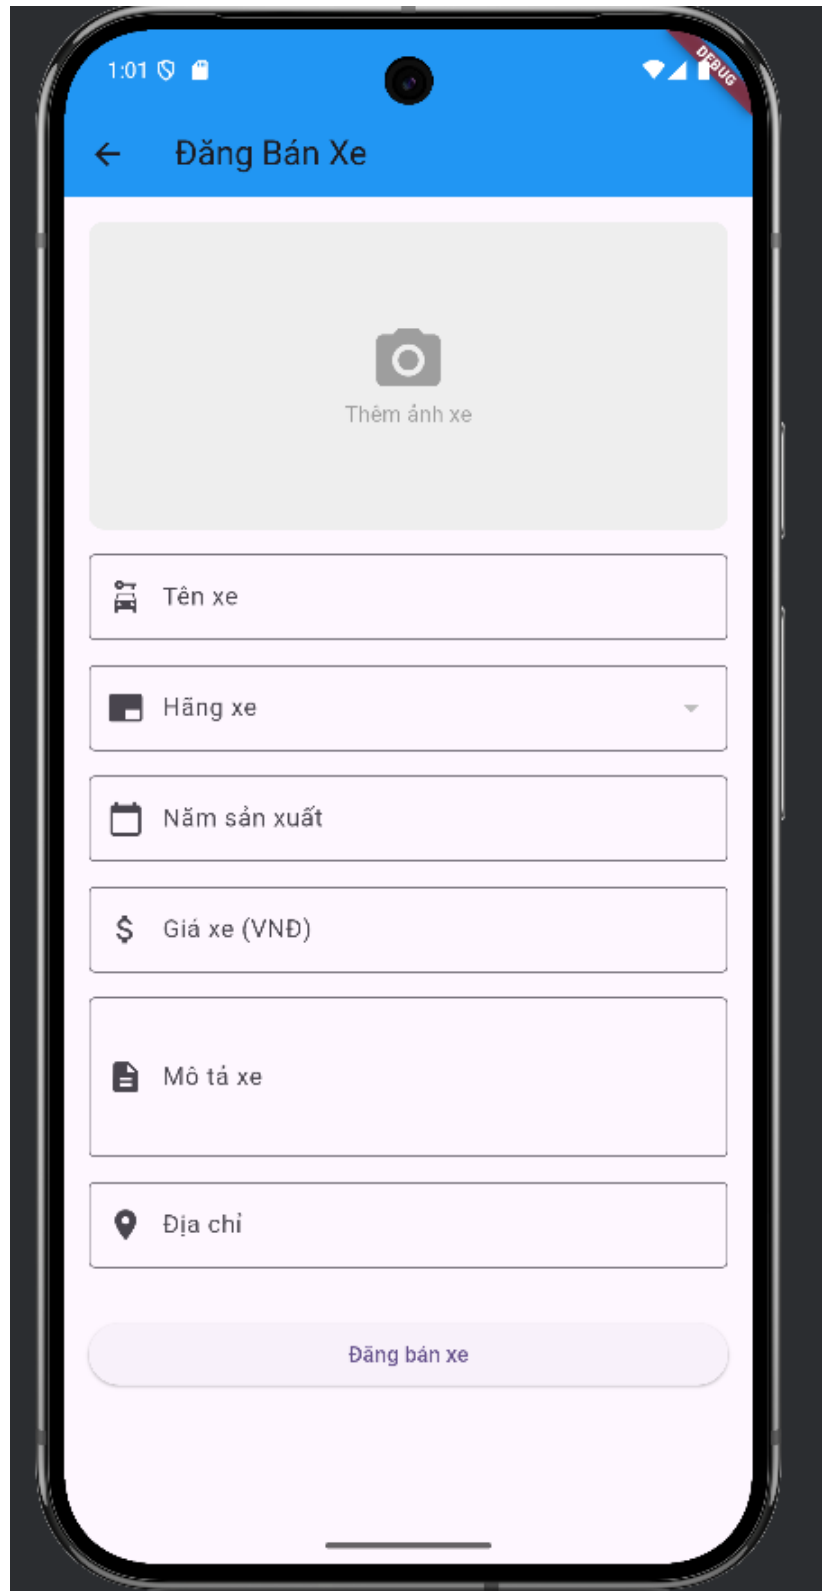 1:01
DEBUG
Đăng Bán Xe
Thêm ảnh xe
Tên xe
Hãng xe
Năm sản xuất
Giá xe (VNĐ)
Mô tả xe
Địa chỉ
Đăng bán xe